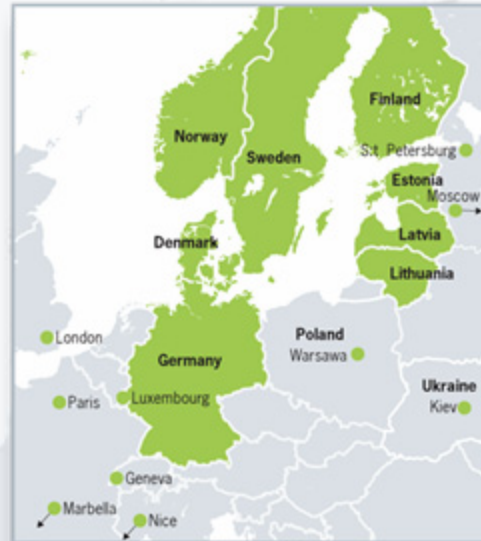 Finland
Norway
S.t. Petersburg
Sweden
Estonia
Moscow
Latvia
Denmark
Lithuania
London
Poland
Warsawa
Germany
Ukraine
Luxembourg
Paris
Kiev
Geneva
Marbella
Nice